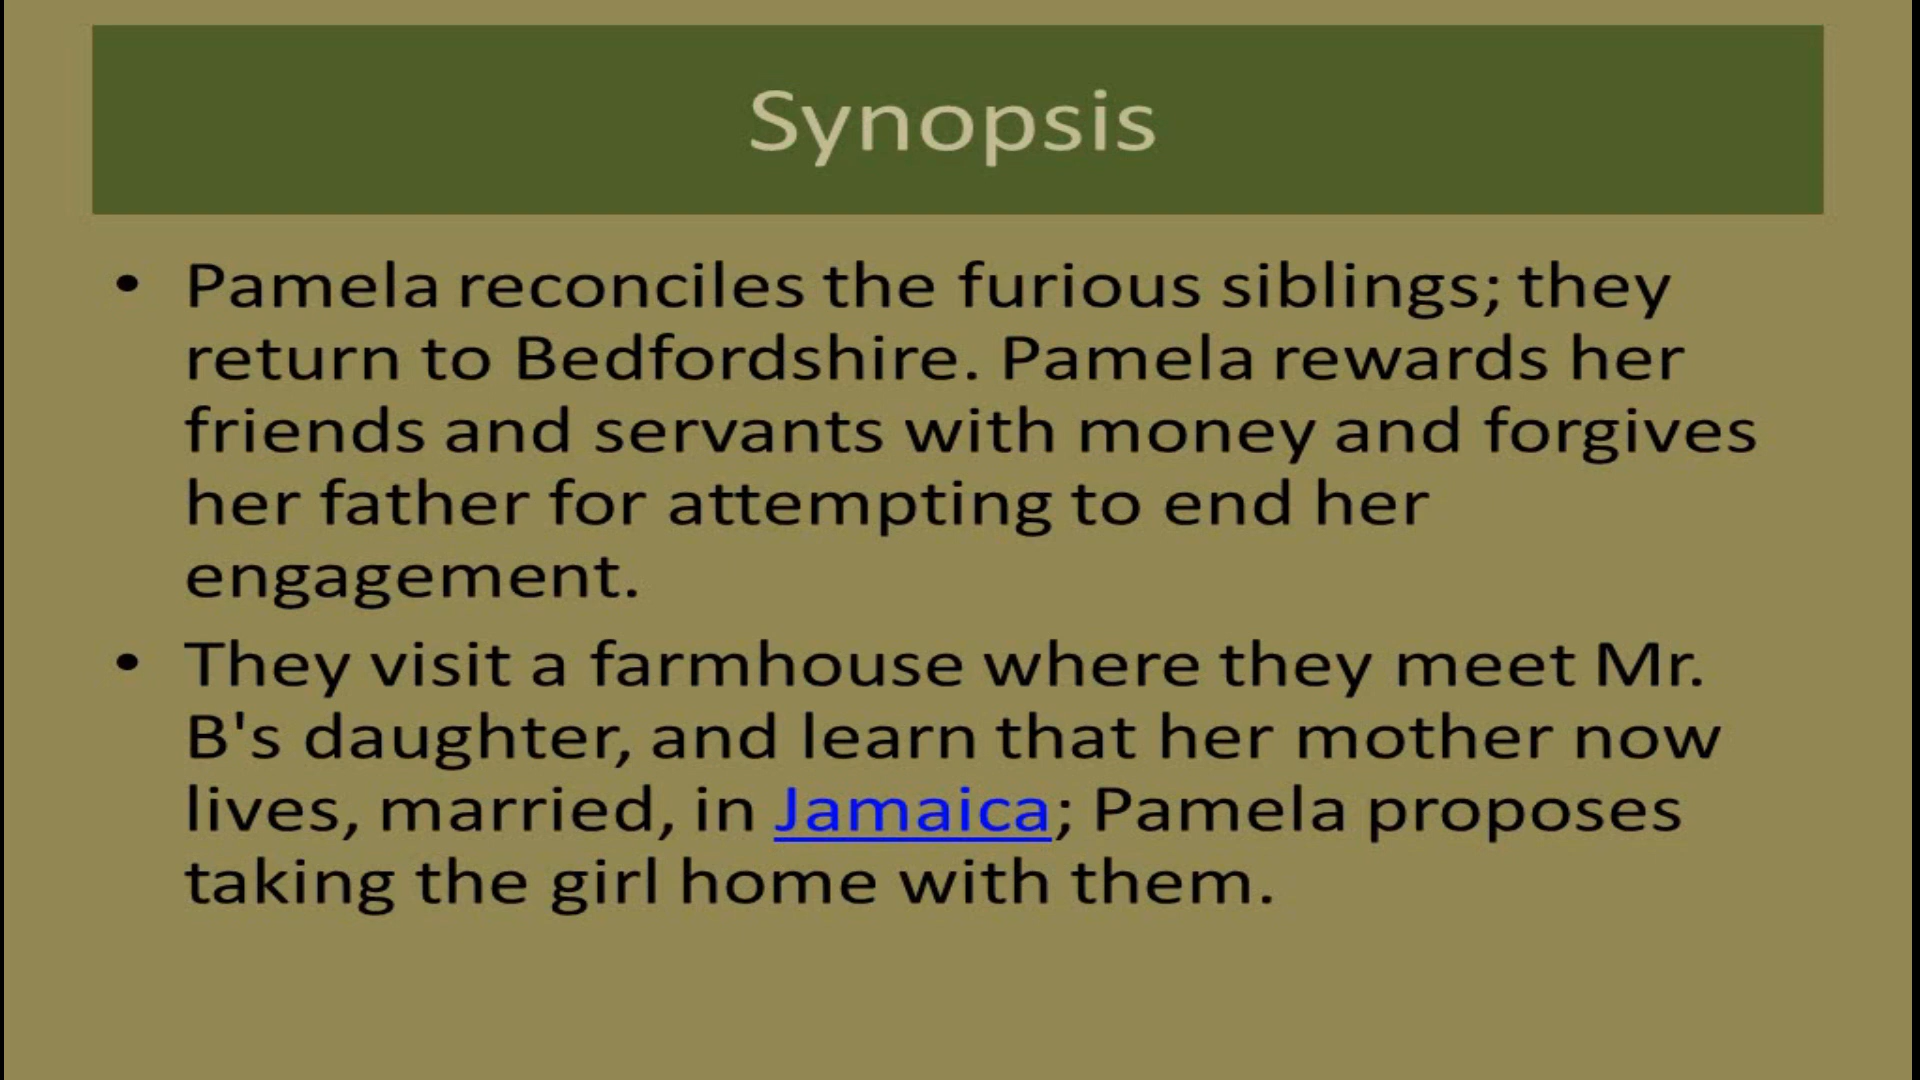 Synopsis
• Pamela reconciles the furious siblings; they
return to Bedfordshire. Pamela rewards her
friends and servants with money and forgives
her father for attempting to end her
engagement.
• They visit a farmhouse where they meet Mr.
B's daughter, and learn that her mother now
lives, married, in Jamaica; Pamela proposes
taking the girl home with them.